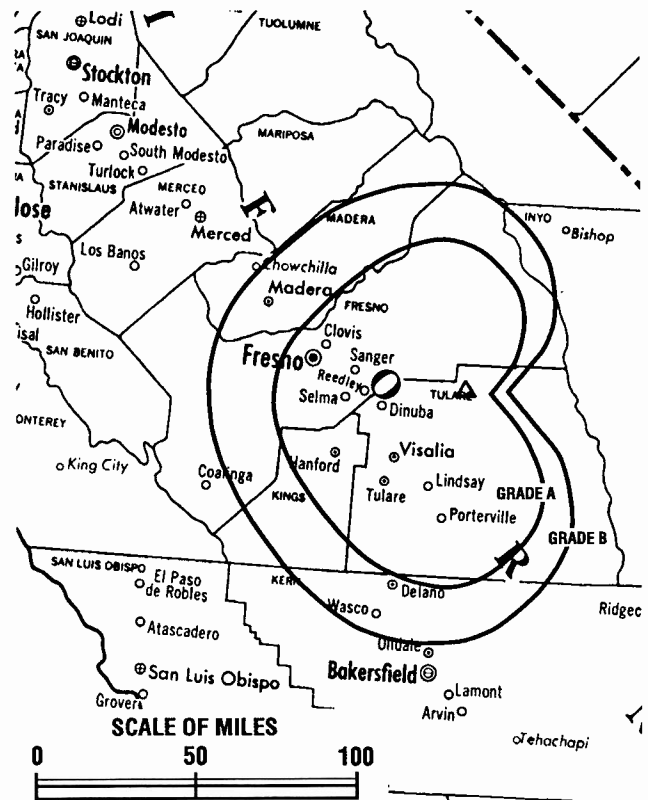 Lodi
TUOLUMNE
SAN JOAQUIN
Stockton
Tracy
Manteca
Modesto
MARIPOSA
Paradise
South Modesto
Turlock
STANISLAUS
MERCED
Atwater
Merced
MADERA
INYO
Bishop
Los Banos
Gilroy
Chowchilla
Madera
FRESNO
Hollister
SAN BENITO
Clovis
Fresno
Sanger
Reedley
Selma
Dinuba
TULARE
ONTEREY
King City
Coalinga
Hanford
Visalia
Tulare
Lindsay
KINGS
GRADE A
Porterville
GRADE B
SAN LUIS OBISPO
El Paso
de Robles
KERN
Delano
Wasco
Ridgec
Atascadero
Oildale
San Luis Obispo
Bakersfield
Grover
Lamont
Arvin
Tehachapi
SCALE OF MILES
0 50 100